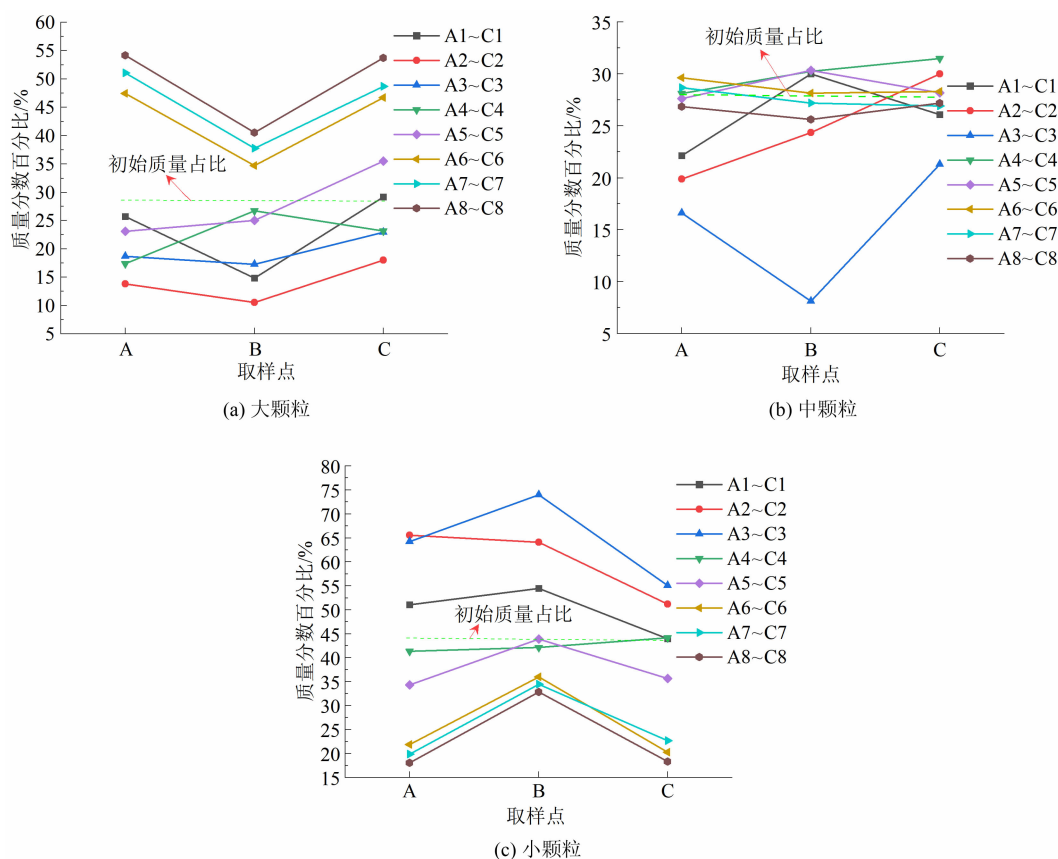 60
55
50
45
40
35
30
25
20
15
10
5
质量分数百分比/%
初始质量占比
A1~C1
A2~C2
A3~C3
A4~C4
A5~C5
A6~C6
A7~C7
A8~C8
A B C
取样点
(a) 大颗粒
35
30
25
20
15
10
5
质量分数百分比/%
初始质量占比
A1~C1
A2~C2
A3~C3
A4~C4
A5~C5
A6~C6
A7~C7
A8~C8
A B C
取样点
(b) 中颗粒
80
75
70
65
60
55
50
45
40
35
30
25
20
15
质量分数百分比/%
初始质量占比
A1~C1
A2~C2
A3~C3
A4~C4
A5~C5
A6~C6
A7~C7
A8~C8
A B C
取样点
(c) 小颗粒